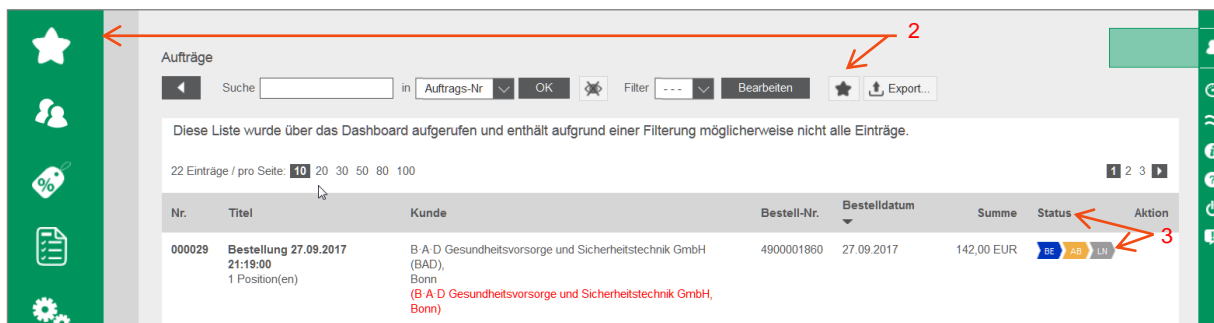 2
Aufträge
Suche in Auftrags-Nr OK Filter - - - Bearbeiten Export...
Diese Liste wurde über das Dashboard aufgerufen und enthält aufgrund einer Filterung möglicherweise nicht alle Einträge.
22 Einträge / pro Seite: 10 20 30 50 80 100 1 2 3
Nr. Titel Kunde Bestell-Nr. Bestelldatum Summe Status Aktion
3
000029 Bestellung 27.09.2017 B·A·D Gesundheitsvorsorge und Sicherheitstechnik GmbH 4900001860 27.09.2017 142,00 EUR BE AB LN
21:19:00 (BAD),
1 Position(en) Bonn
(B·A·D Gesundheitsvorsorge und Sicherheitstechnik GmbH,
Bonn)